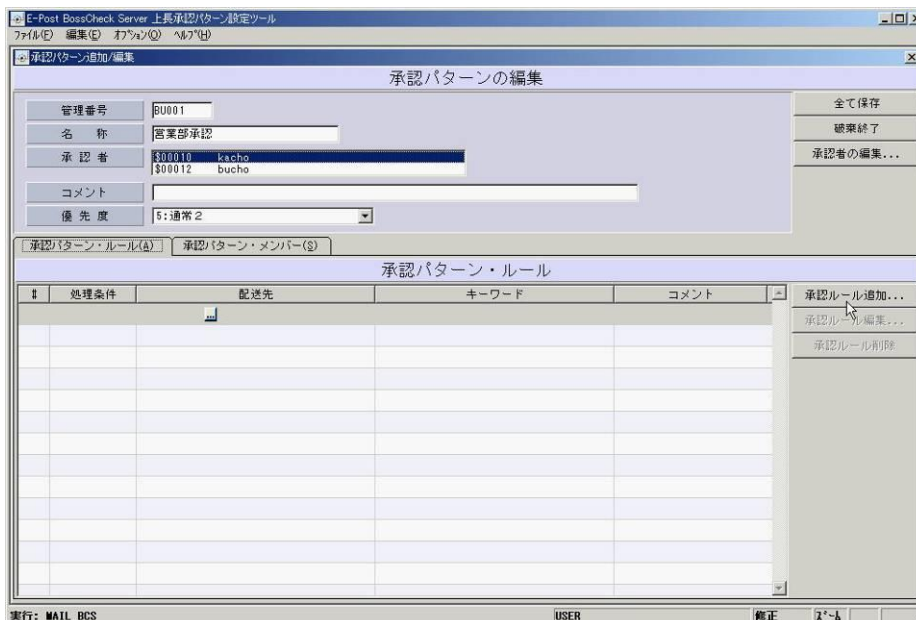 E-Post BossCheck Server 上長承認パターン設定ツール
ファイル(F) 編集(E) オプション(O) ヘルプ(H)
承認パターン追加/編集
承認パターンの編集
管理番号 BU001
名 称 営業部承認
承 認 者 $00010 kacho
$00012 bucho
コメント
優 先 度 5:通常2
全て保存
破棄終了
承認者の編集...
承認パターン・ルール(A) 承認パターン・メンバー(S)
承認パターン・ルール
# 処理条件 配送先 キーワード コメント
...
承認ルール追加...
承認ルール編集...
承認ルール削除
実行: MAIL_BCS USER 修正 ズーム